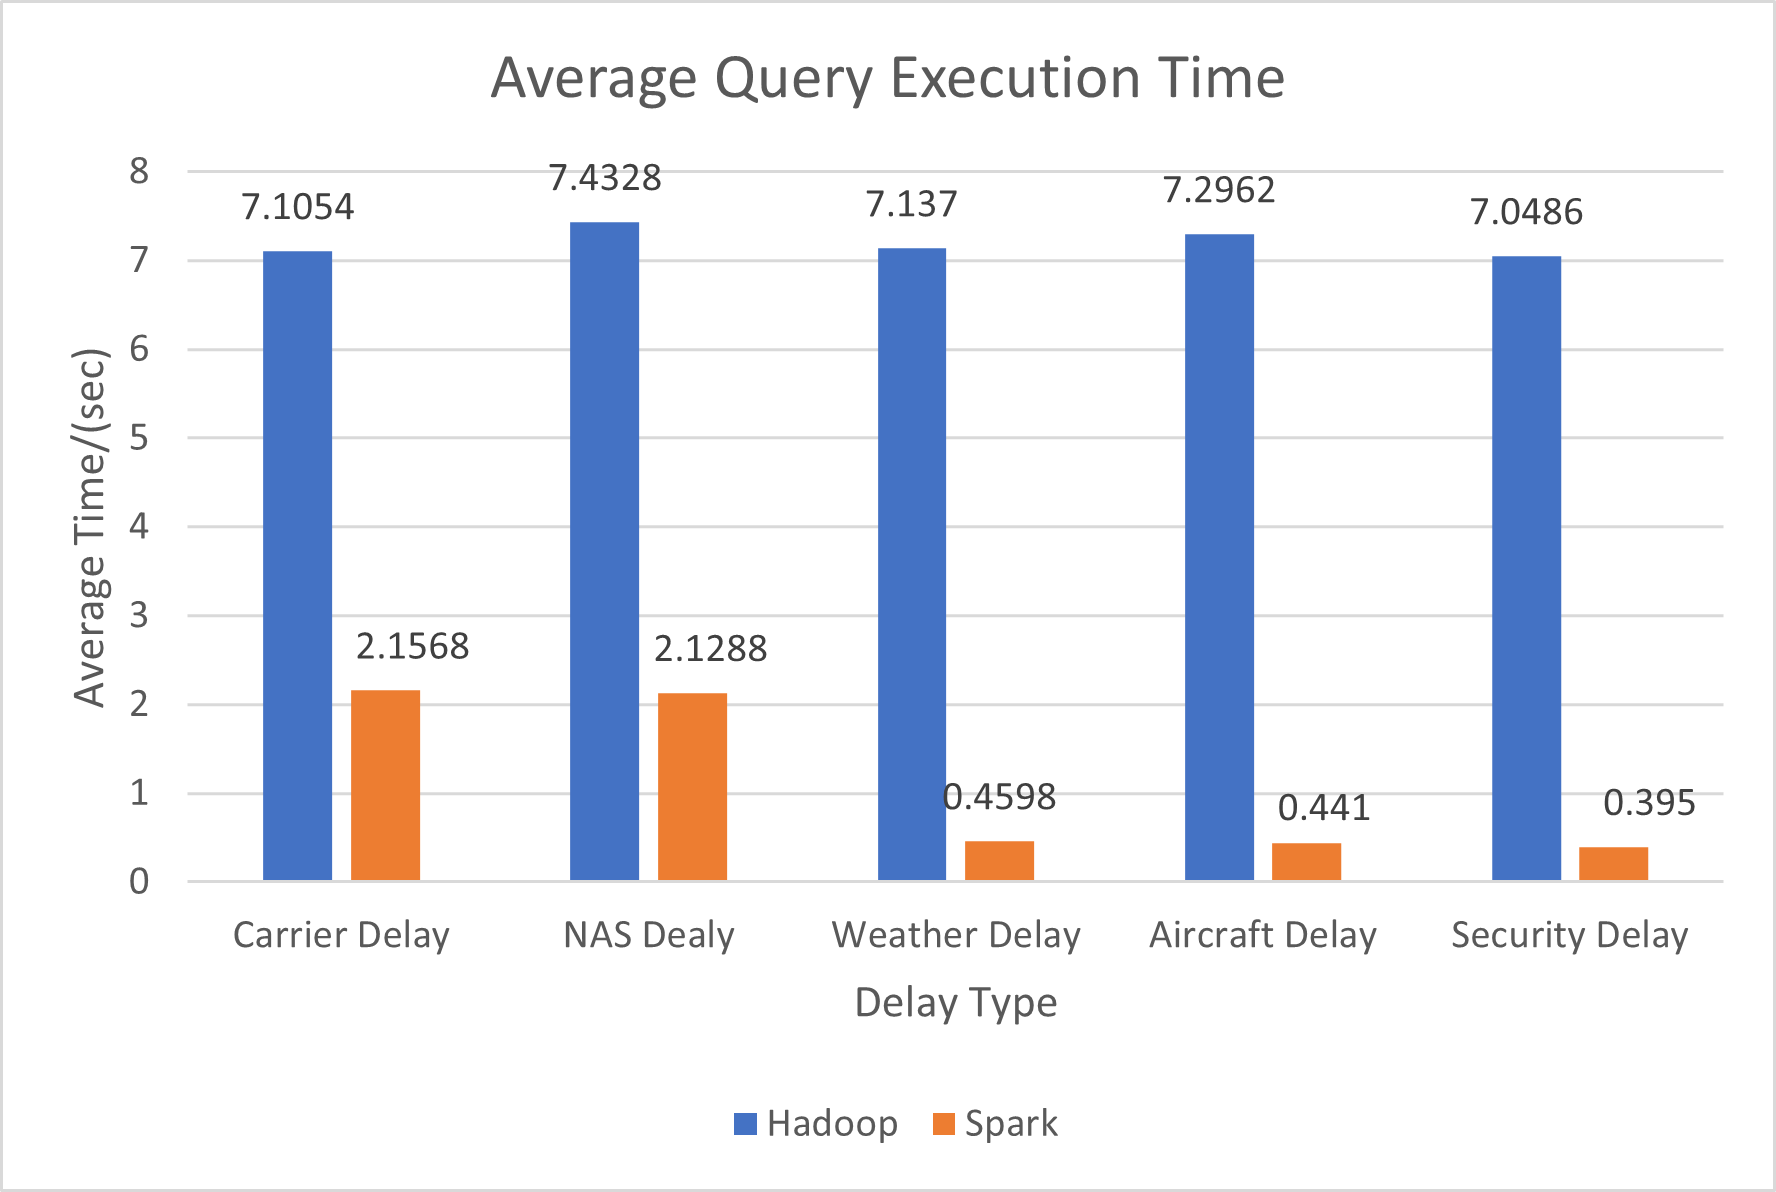 Average Query Execution Time
8
7
6
5
4
3
2
1
0
Average Time/(sec)
7.1054
7.4328
7.137
7.2962
7.0486
2.1568
2.1288
0.4598
0.441
0.395
Carrier Delay
NAS Dealy
Weather Delay
Aircraft Delay
Security Delay
Delay Type
Hadoop
Spark